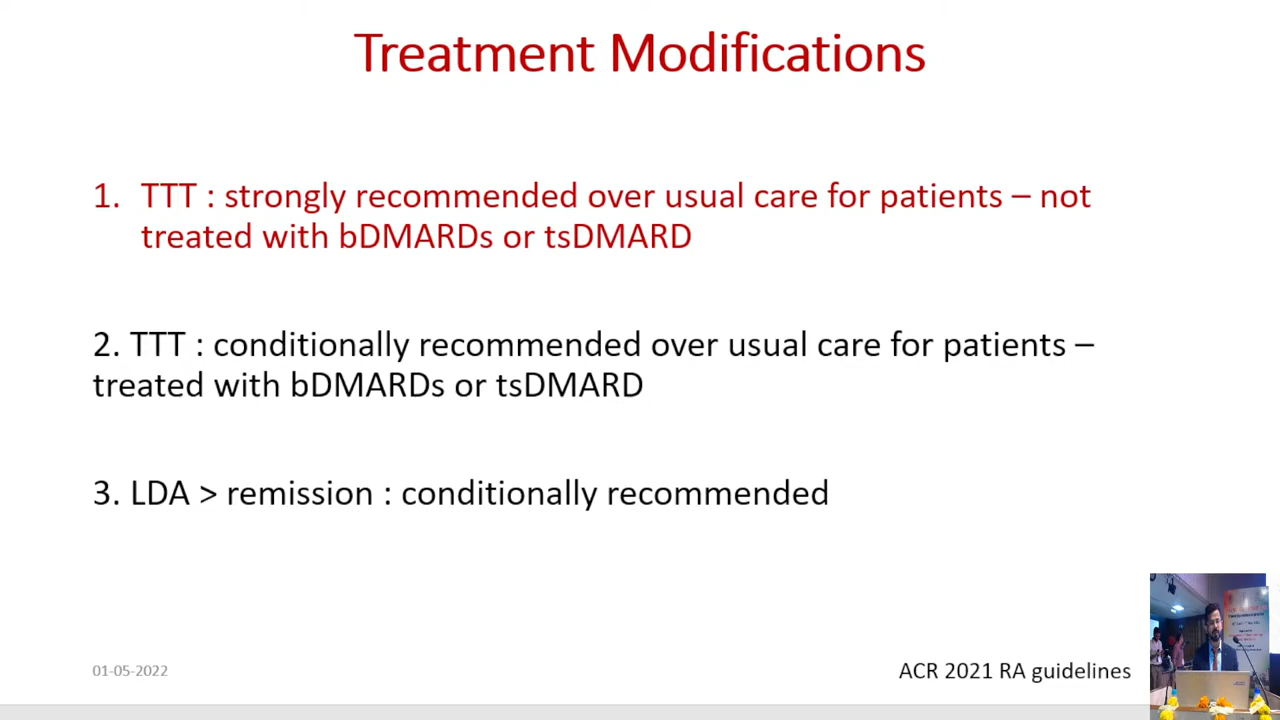 Treatment Modifications
1. TTT : strongly recommended over usual care for patients – not
treated with bDMARDs or tsDMARD
2. TTT : conditionally recommended over usual care for patients –
treated with bDMARDs or tsDMARD
3. LDA > remission : conditionally recommended
01-05-2022
ACR 2021 RA guidelines